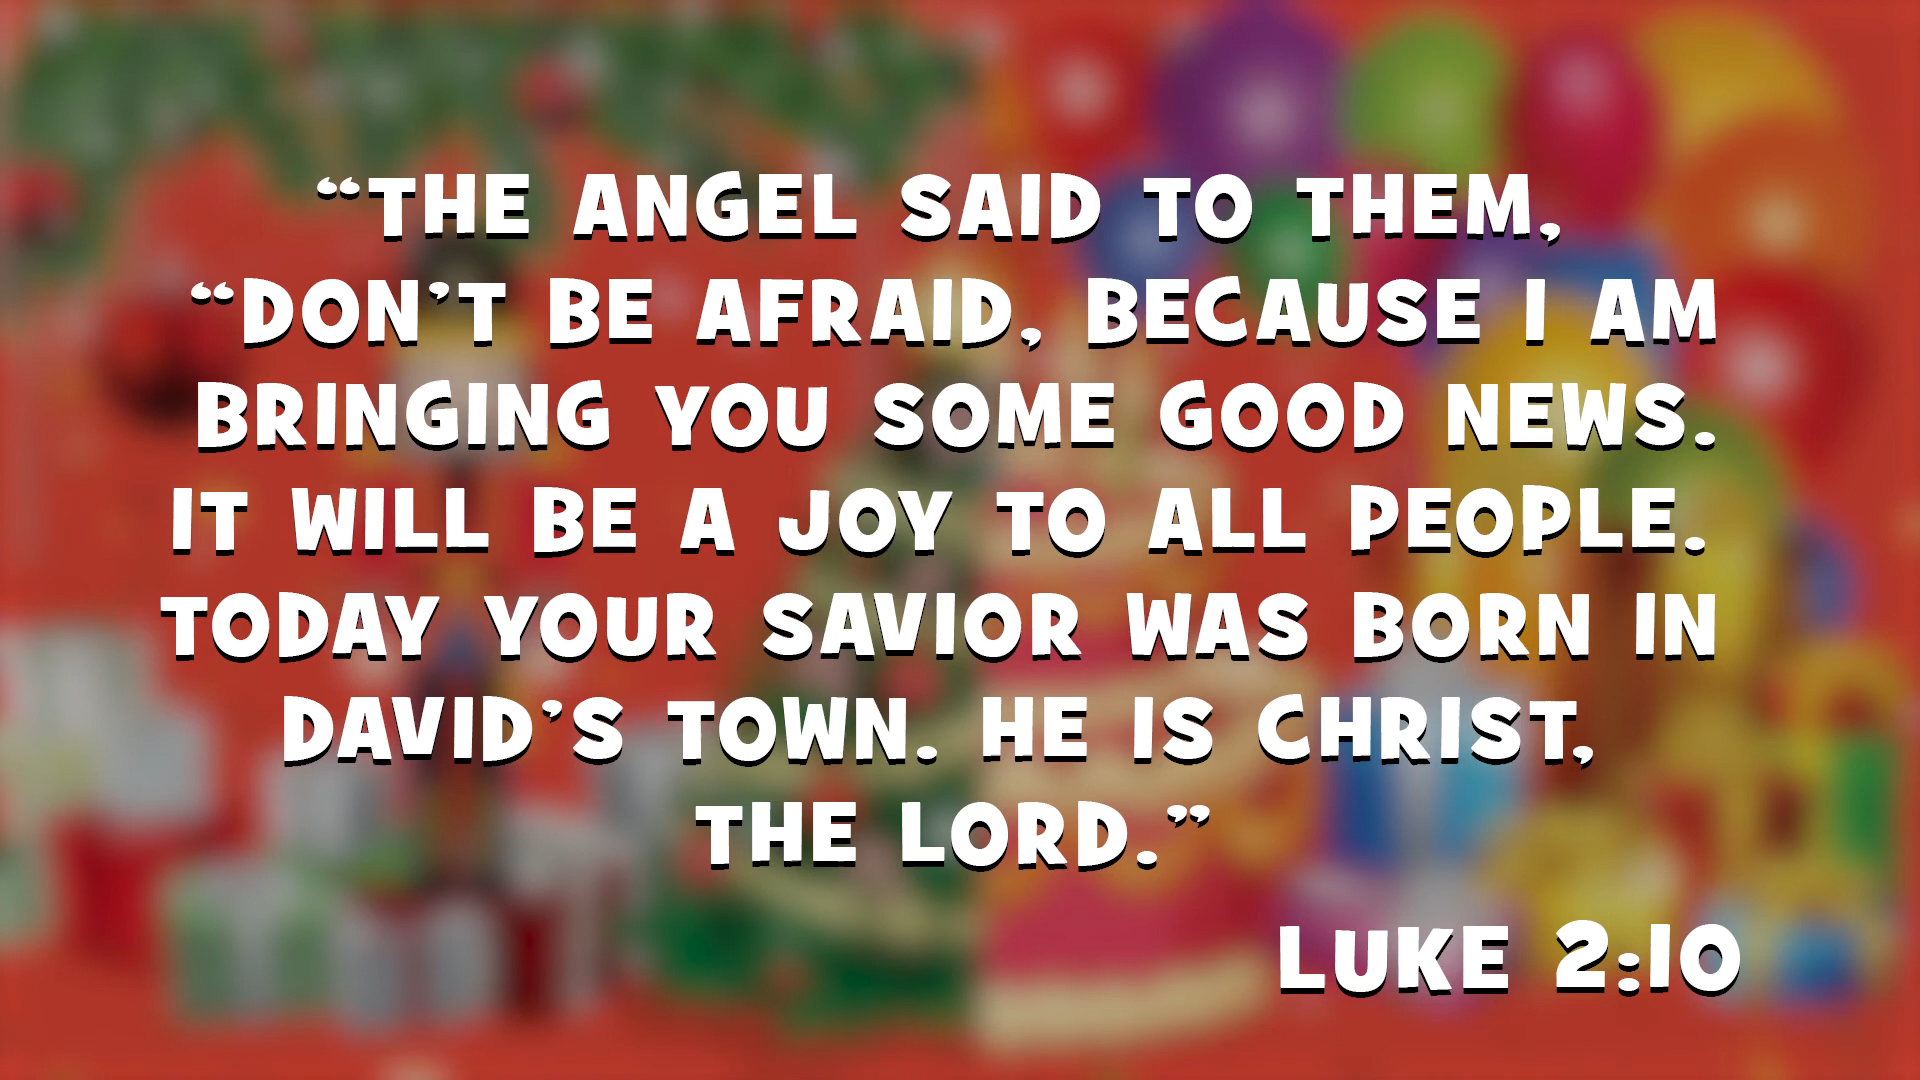 “THE ANGEL SAID TO THEM,
“DON’T BE AFRAID, BECAUSE I AM
BRINGING YOU SOME GOOD NEWS.
IT WILL BE A JOY TO ALL PEOPLE.
TODAY YOUR SAVIOR WAS BORN IN
DAVID’S TOWN. HE IS CHRIST,
THE LORD.”
LUKE 2:10